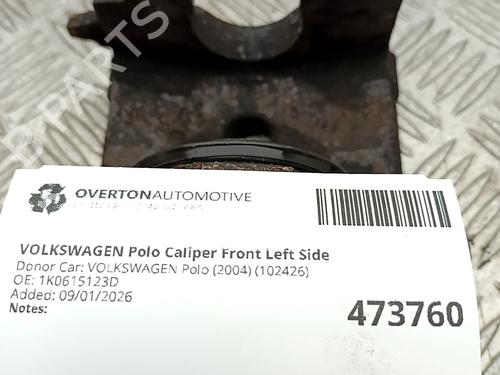 OVERTONAUTOMOTIVE
VOLKSWAGEN Polo Caliper Front Left Side
Donor Car: VOLKSWAGEN Polo (2004) (102426)
OE: 1K0615123D
Added: 09/01/2026
Notes:
473760